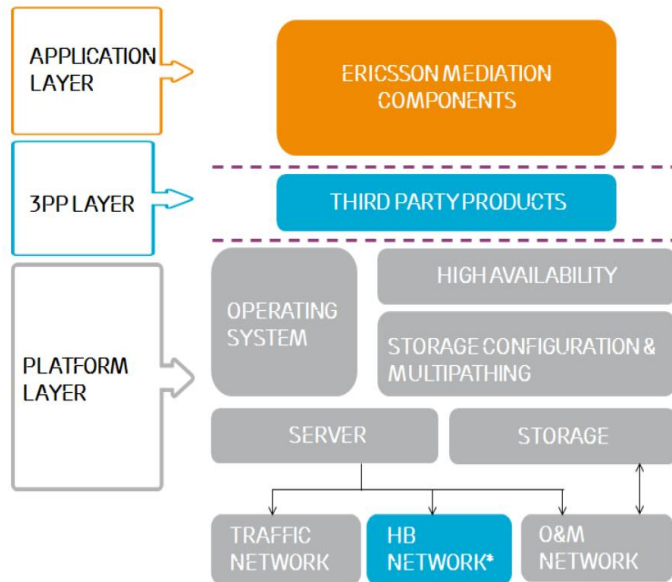 APPLICATION
LAYER
ERICSSON MEDIATION
COMPONENTS
3PP LAYER
THIRD PARTY PRODUCTS
PLATFORM
LAYER
OPERATING
SYSTEM
HIGH AVAILABILITY
STORAGE CONFIGURATION &
MULTIPATHING
SERVER
STORAGE
TRAFFIC
NETWORK
HB
NETWORK*
O&M
NETWORK